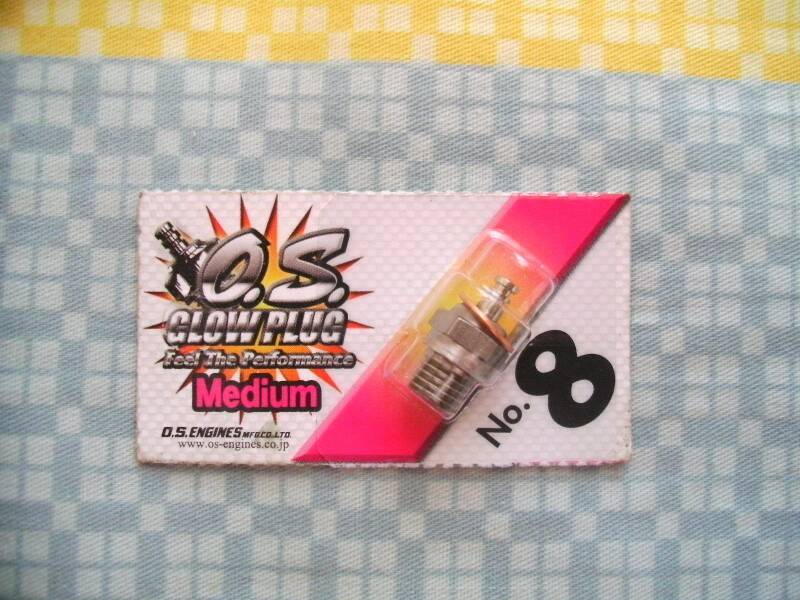 O.S.
GLOW PLUG
Feel The Performance
Medium
O.S. ENGINES MFG.CO.,LTD.
www.os-engines.co.jp
No.8